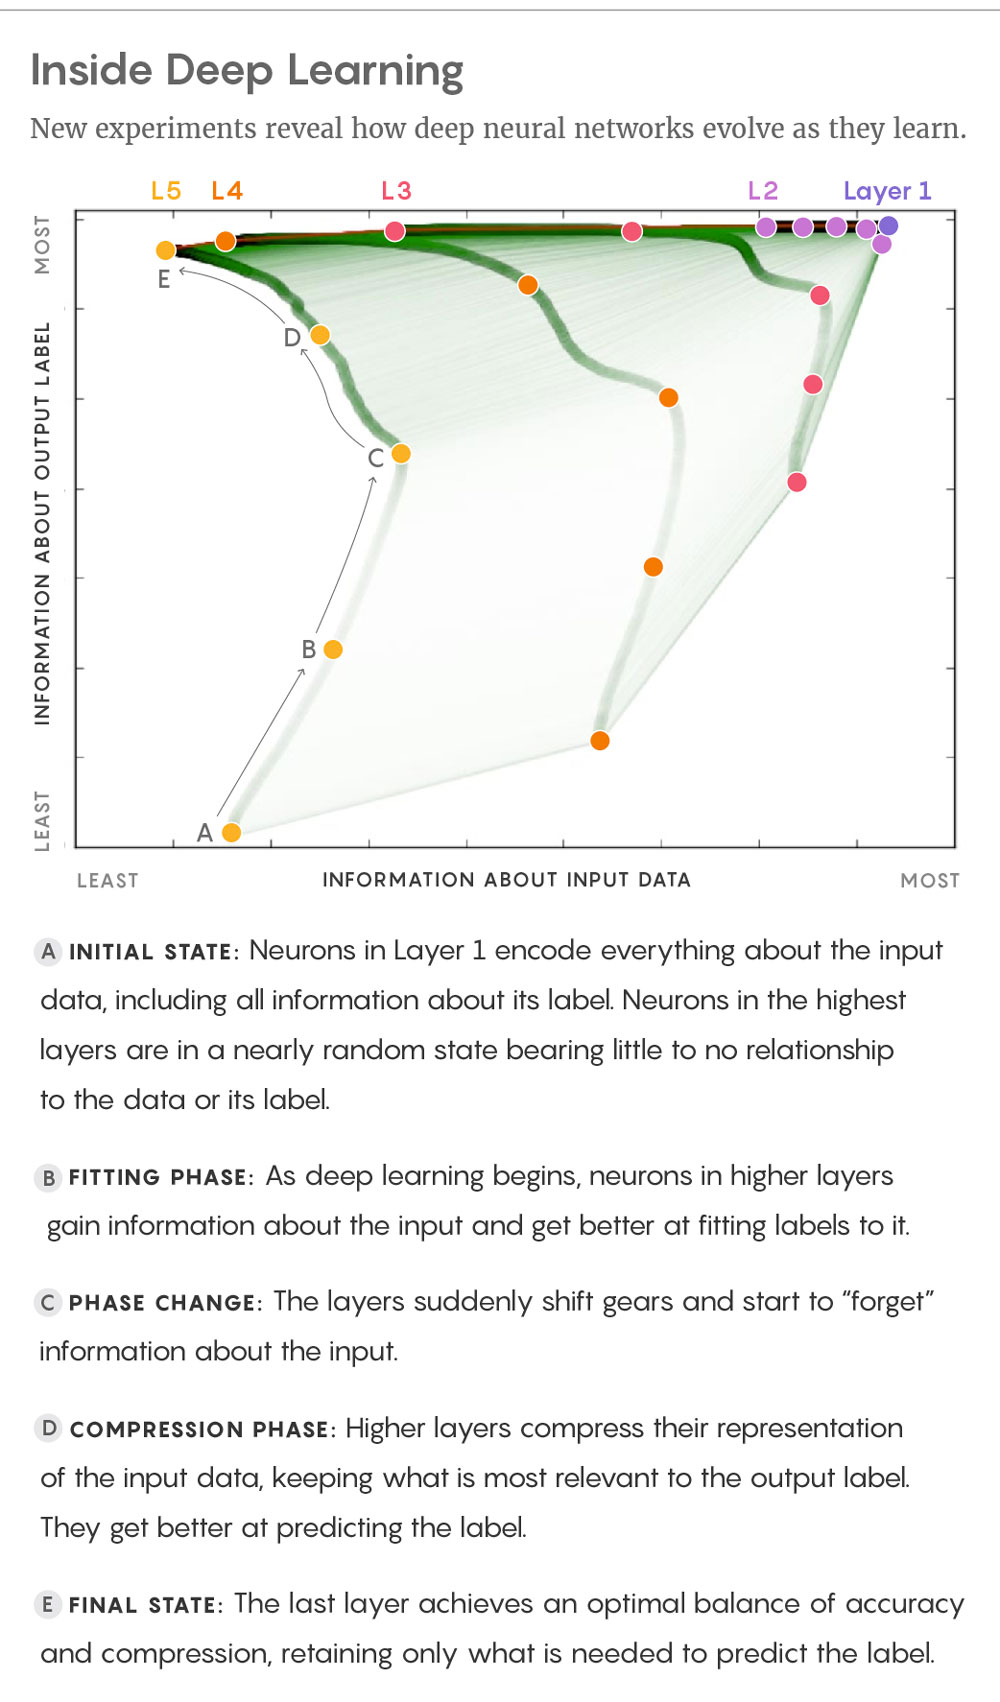 Inside Deep Learning
New experiments reveal how deep neural networks evolve as they learn.
L5 L4 L3 L2 Layer 1
MOST
INFORMATION ABOUT OUTPUT LABEL
LEAST
E
D
C
B
A
LEAST INFORMATION ABOUT INPUT DATA MOST
A INITIAL STATE: Neurons in Layer 1 encode everything about the input
data, including all information about its label. Neurons in the highest
layers are in a nearly random state bearing little to no relationship
to the data or its label.
B FITTING PHASE: As deep learning begins, neurons in higher layers
gain information about the input and get better at fitting labels to it.
C PHASE CHANGE: The layers suddenly shift gears and start to “forget”
information about the input.
D COMPRESSION PHASE: Higher layers compress their representation
of the input data, keeping what is most relevant to the output label.
They get better at predicting the label.
E FINAL STATE: The last layer achieves an optimal balance of accuracy
and compression, retaining only what is needed to predict the label.